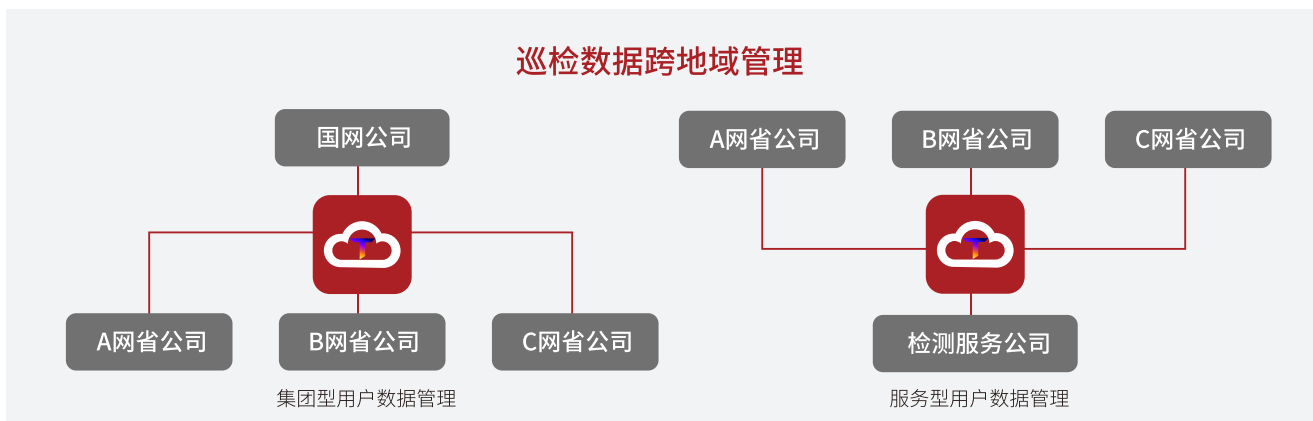 巡检数据跨地域管理
国网公司
A网省公司
B网省公司
C网省公司
集团型用户数据管理
A网省公司
B网省公司
C网省公司
T
检测服务公司
服务型用户数据管理